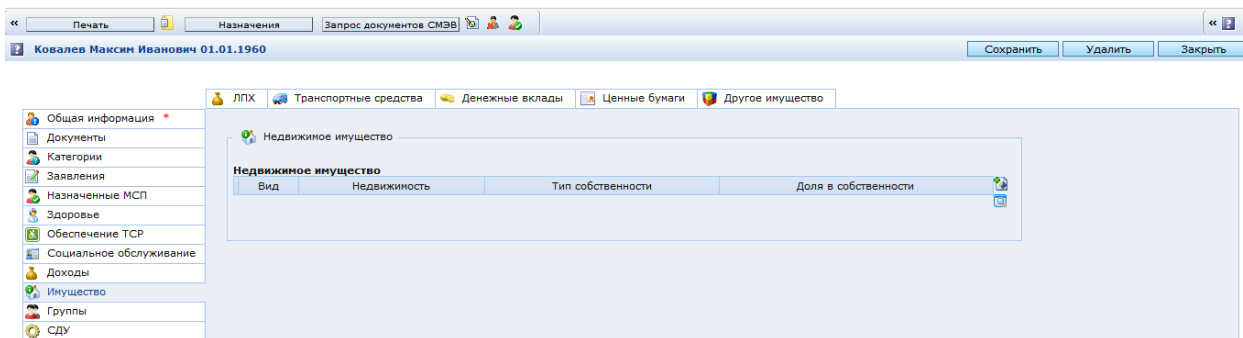 « Печать Назначения Запрос документов СМЭВ « ?
? Ковалев Максим Иванович 01.01.1960 Сохранить Удалить Закрыть
ЛПХ Транспортные средства Денежные вклады Ценные бумаги Другое имущество
Общая информация *
Документы
Категории
Заявления
Назначенные МСП
Здоровье
Обеспечение ТСР
Социальное обслуживание
Доходы
Имущество
Группы
СДУ
Недвижимое имущество
Недвижимое имущество
Вид Недвижимость Тип собственности Доля в собственности